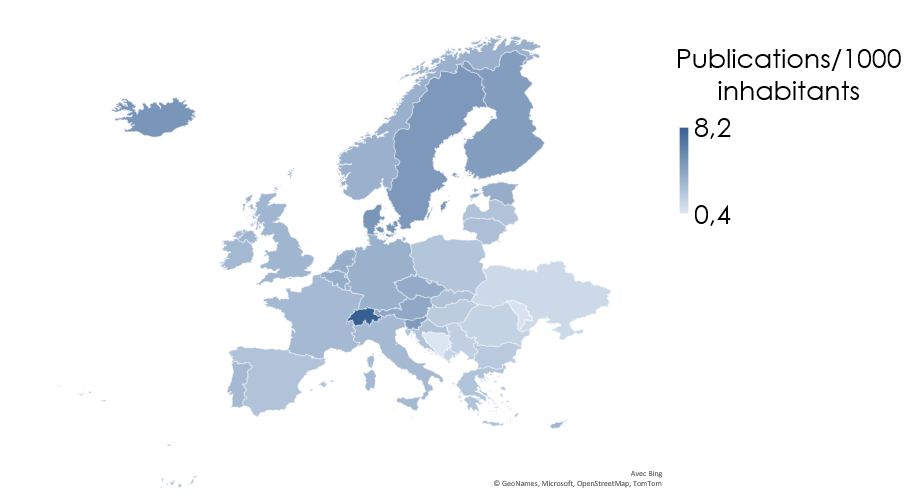 Publications/1000
inhabitants
8,2
0,4
Avec Bing
© GeoNames, Microsoft, OpenStreetMap, TomTom